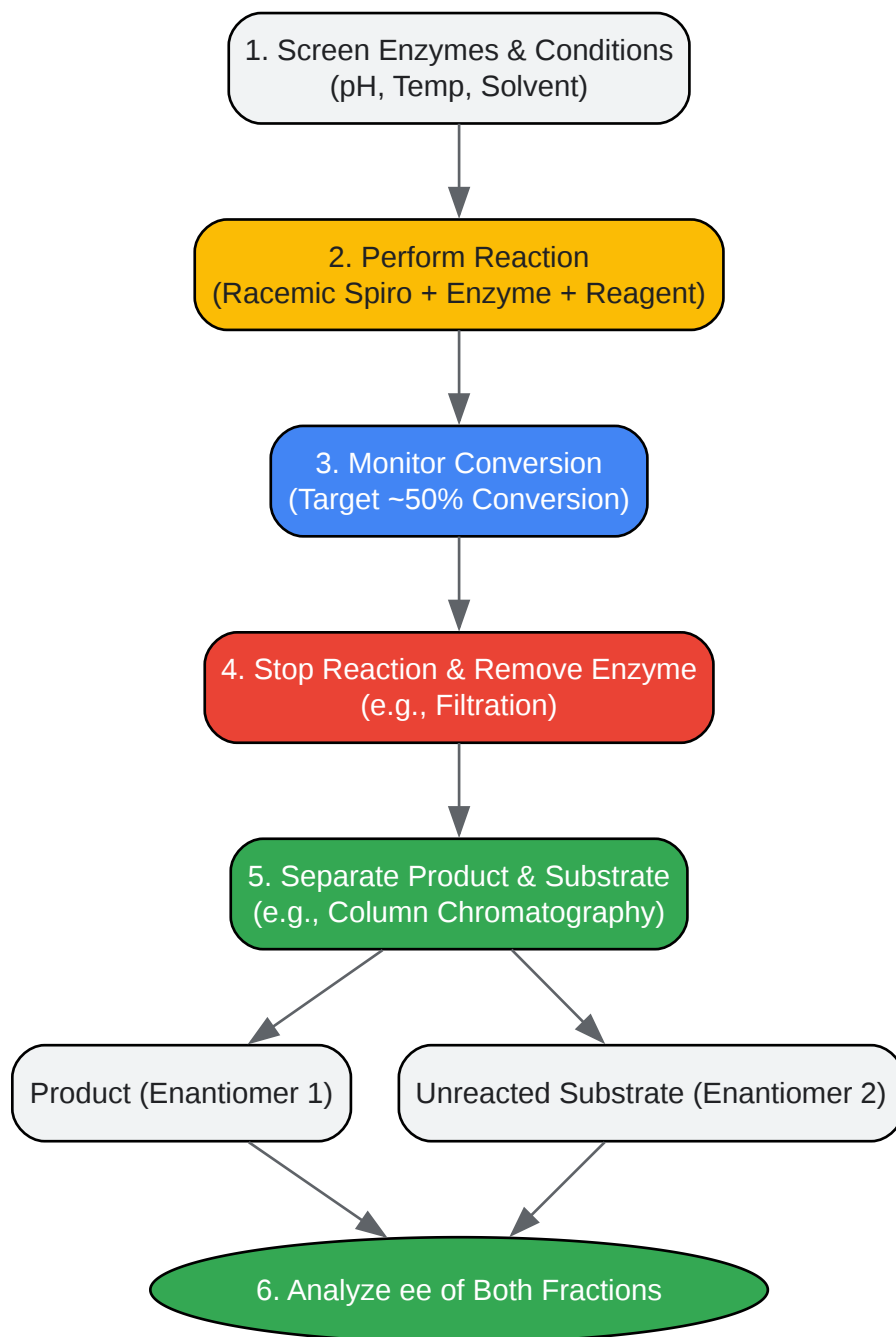 1. Screen Enzymes & Conditions
(pH, Temp, Solvent)
2. Perform Reaction
(Racemic Spiro + Enzyme + Reagent)
3. Monitor Conversion
(Target ~50% Conversion)
4. Stop Reaction & Remove Enzyme
(e.g., Filtration)
5. Separate Product & Substrate
(e.g., Column Chromatography)
Product (Enantiomer 1)
Unreacted Substrate (Enantiomer 2)
6. Analyze ee of Both Fractions